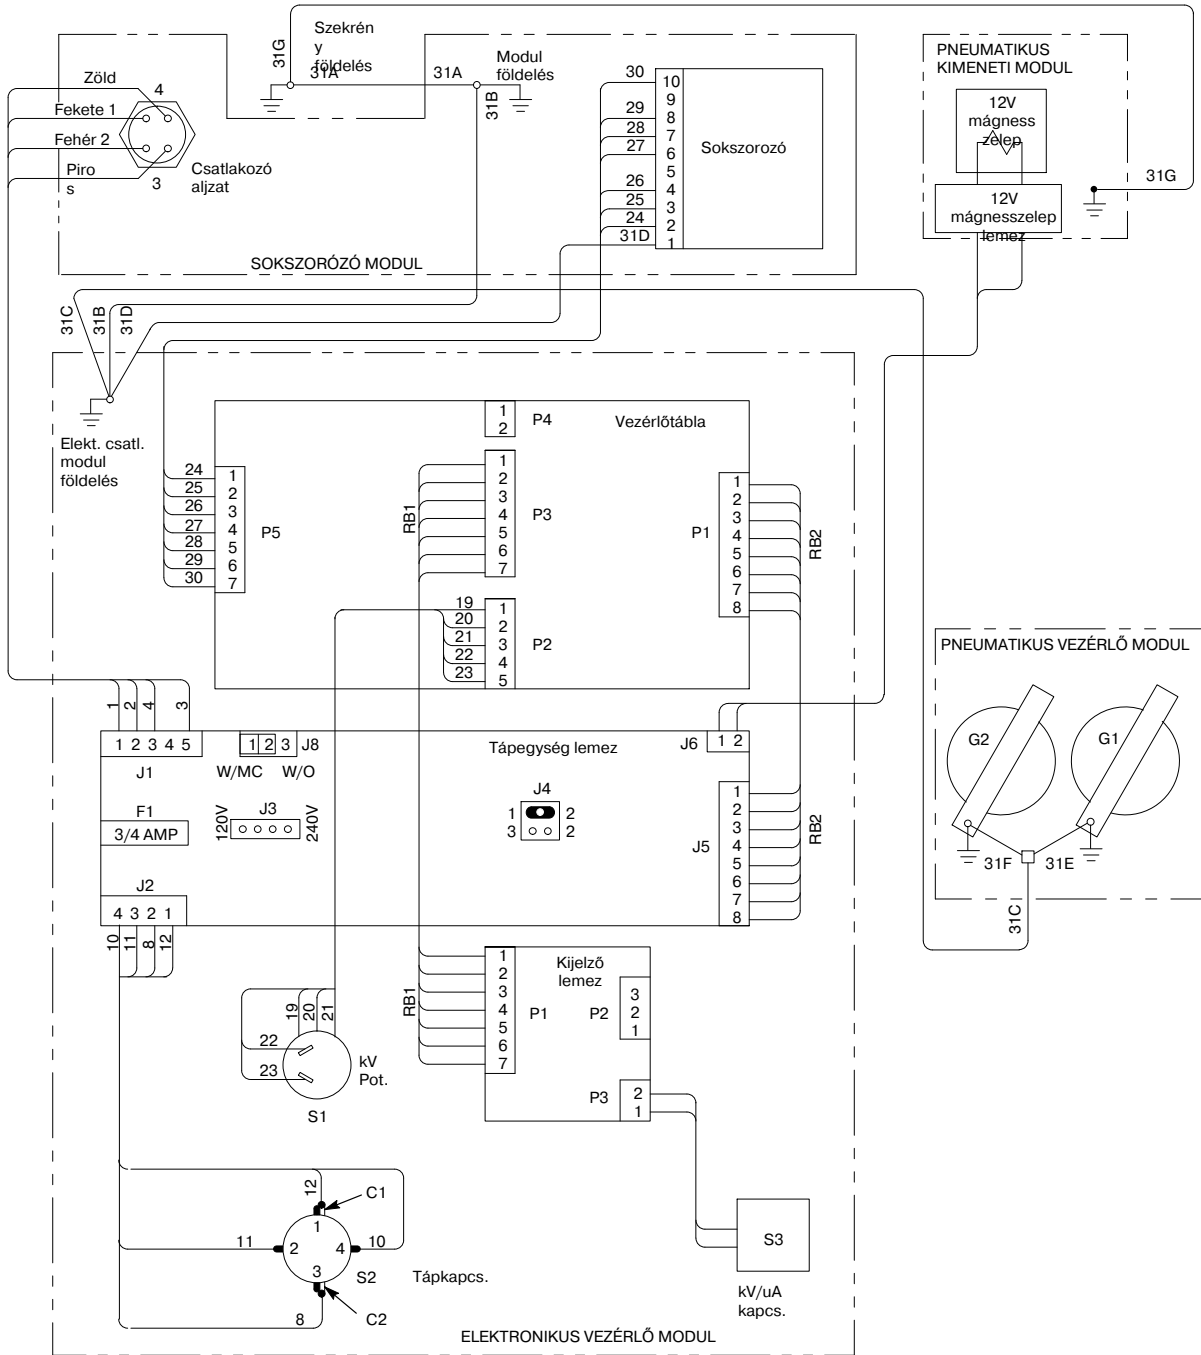 31G
Szekrén
y
földelés
31A
31A
Modul
földelés
31B
Zöld
4
Fekete 1
Fehér 2
Piro
s
3
Csatlakozó
aljzat
30
29
28
27
26
25
24
31D
10
9
8
7
6
5
4
3
2
1
Sokszorozó
SOKSZORÓZÓ MODUL
PNEUMATIKUS
KIMENETI MODUL
12V
mágness
zelep
12V
mágnesszelep
lemez
31G
31C
31B
31D
Elekt. csatl.
modul
földelés
24
25
26
27
28
29
30
1
2
3
4
5
6
7
P5
1
2
P4
Vezérlőtábla
RB1
1
2
3
4
5
6
7
P3
P1
1
2
3
4
5
6
7
8
RB2
19
20
21
22
23
1
2
3
4
5
P2
1
2
4
3
1 2 3 4 5
J1
1 2 3 J8
W/MC W/O
Tápegység lemez
J6
1 2
F1
3/4 AMP
120V
J3
240V
J4
1 2
3 2
J5
1
2
3
4
5
6
7
8
RB2
J2
4 3 2 1
10
11
8
12
PNEUMATIKUS VEZÉRLŐ MODUL
G2
G1
31F
31E
31C
19
20
21
22
23
kV
Pot.
S1
RB1
1
2
3
4
5
6
7
P1
Kijelző
lemez
P2
3
2
1
P3
2
1
12
C1
1
11
2
4
10
3
S2
Tápkapcs.
8
C2
S3
kV/uA
kapcs.
ELEKTRONIKUS VEZÉRLŐ MODUL